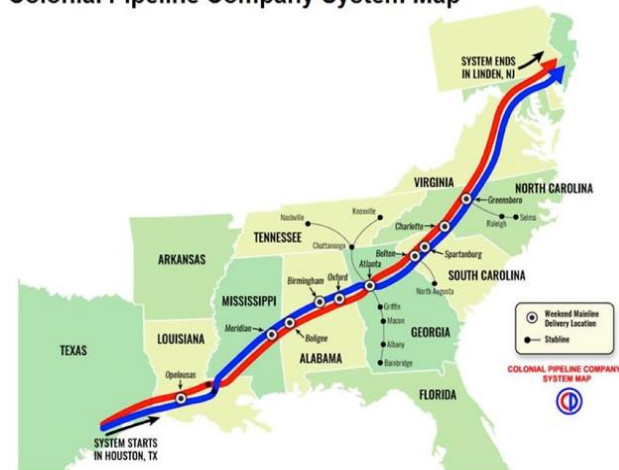 Colonial Pipeline Company System Map
SYSTEM ENDS
IN LINDEN, NJ
VIRGINIA
NORTH CAROLINA
Greensboro
Raleigh
Selma
Charlotte
Nashville
Knoxville
TENNESSEE
Chattanooga
Belton
Spartanburg
Atlanta
SOUTH CAROLINA
North Augusta
ARKANSAS
Birmingham
Oxford
MISSISSIPPI
Meridian
Boligne
ALABAMA
Griffin
Macon
GEORGIA
Albany
Bainbridge
LOUISIANA
TEXAS
Opelousas
FLORIDA
SYSTEM STARTS
IN HOUSTON, TX
Weekend Mainline
Delivery Location
Stubline
COLONIAL PIPELINE COMPANY
SYSTEM MAP